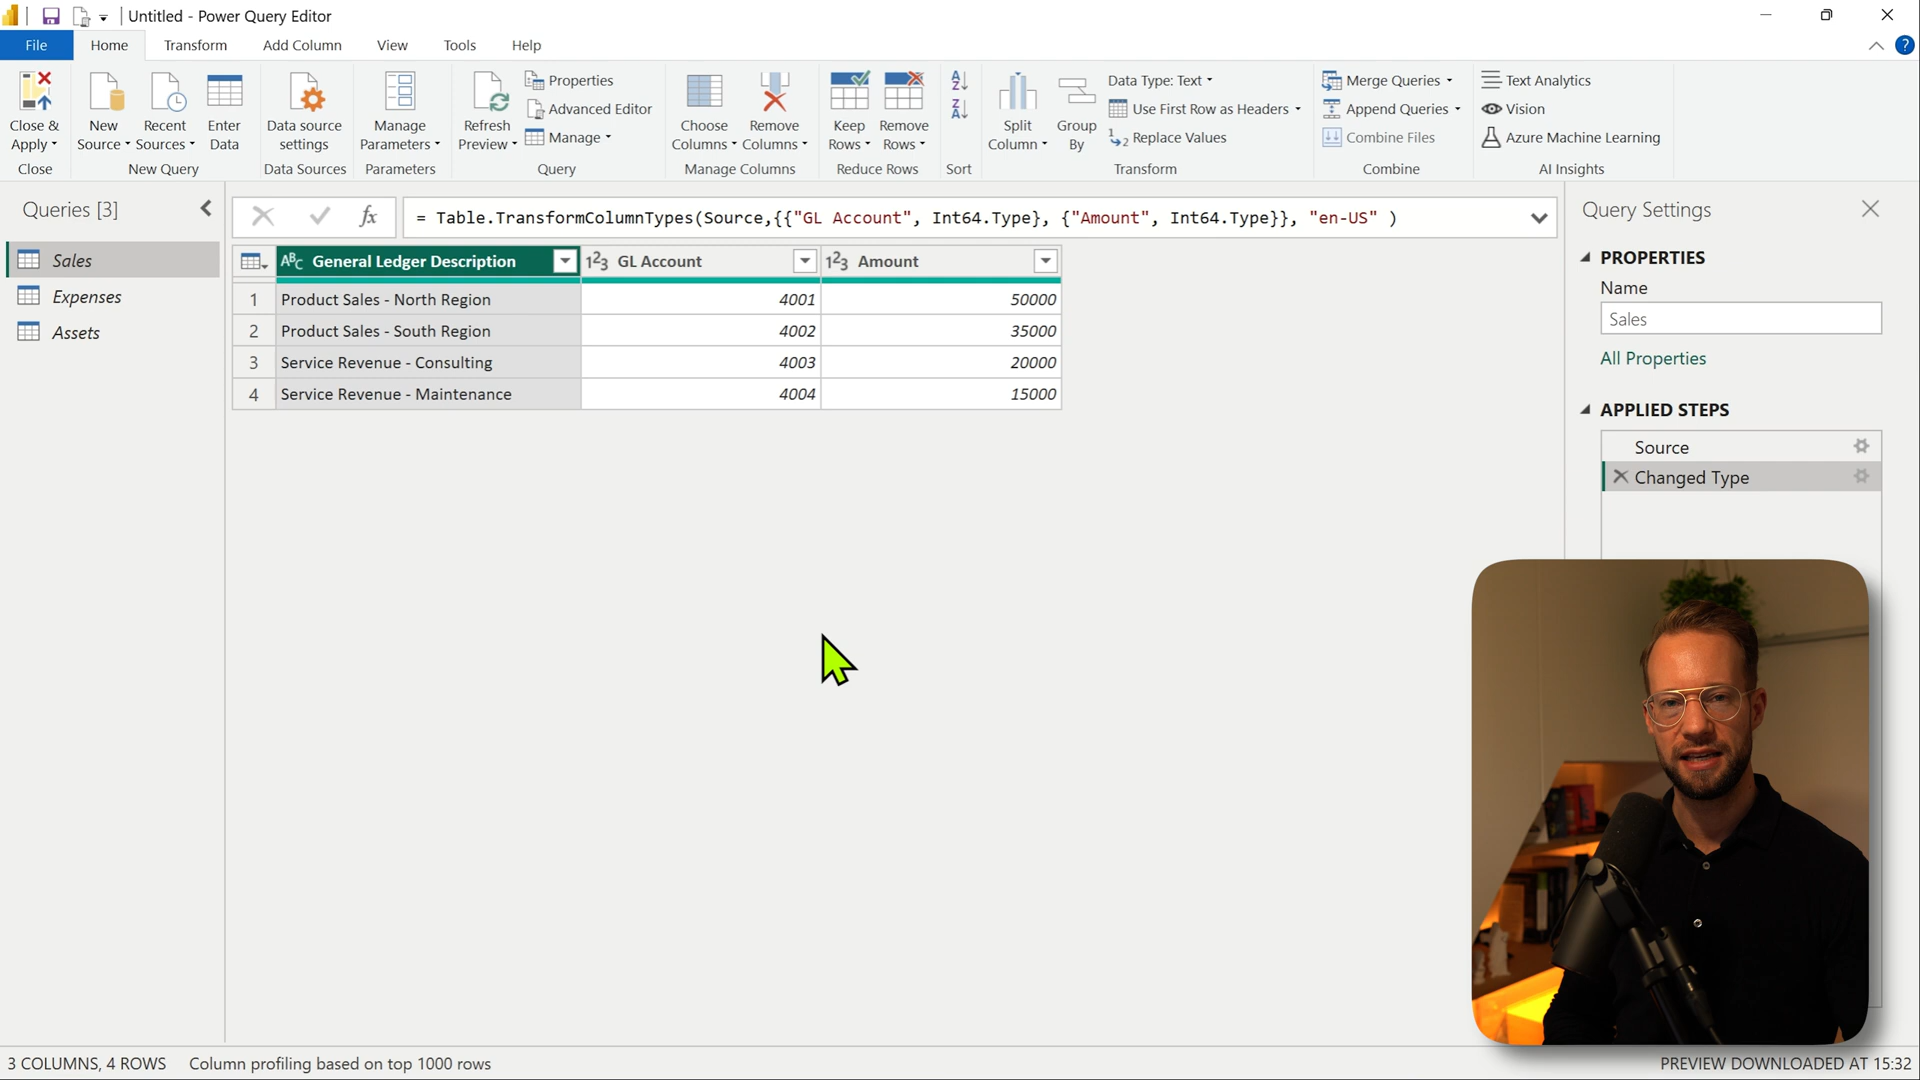 Untitled - Power Query Editor
File Home Transform Add Column View Tools Help
Close & Apply
New Source
Recent Sources
Enter Data
Data source settings
Manage Parameters
Refresh Preview
Properties
Advanced Editor
Manage
Choose Columns
Remove Columns
Keep Rows
Remove Rows
Split Column
Group By
Data Type: Text
Use First Row as Headers
Replace Values
Merge Queries
Append Queries
Combine Files
Text Analytics
Vision
Azure Machine Learning
Close New Query Data Sources Parameters Query Manage Columns Reduce Rows Sort Transform Combine AI Insights
Queries [3]
Sales
Expenses
Assets
fx = Table.TransformColumnTypes(Source,{{"GL Account", Int64.Type}, {"Amount", Int64.Type}}, "en-US" )
ABC General Ledger Description 123 GL Account 123 Amount
1 Product Sales - North Region 4001 50000
2 Product Sales - South Region 4002 35000
3 Service Revenue - Consulting 4003 20000
4 Service Revenue - Maintenance 4004 15000
Query Settings
PROPERTIES
Name
Sales
All Properties
APPLIED STEPS
Source
Changed Type
3 COLUMNS, 4 ROWS Column profiling based on top 1000 rows
PREVIEW DOWNLOADED AT 15:32